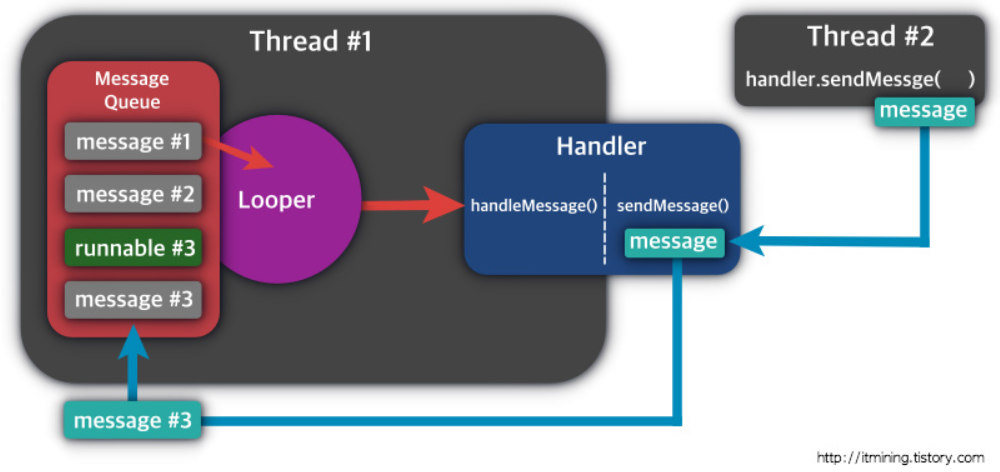 Thread #1
Message
Queue
message #1
message #2
runnable #3
message #3
Looper
Handler
handleMessage()
sendMessage()
message
Thread #2
handler.sendMessge( )
message
message #3
http://itmining.tistory.com